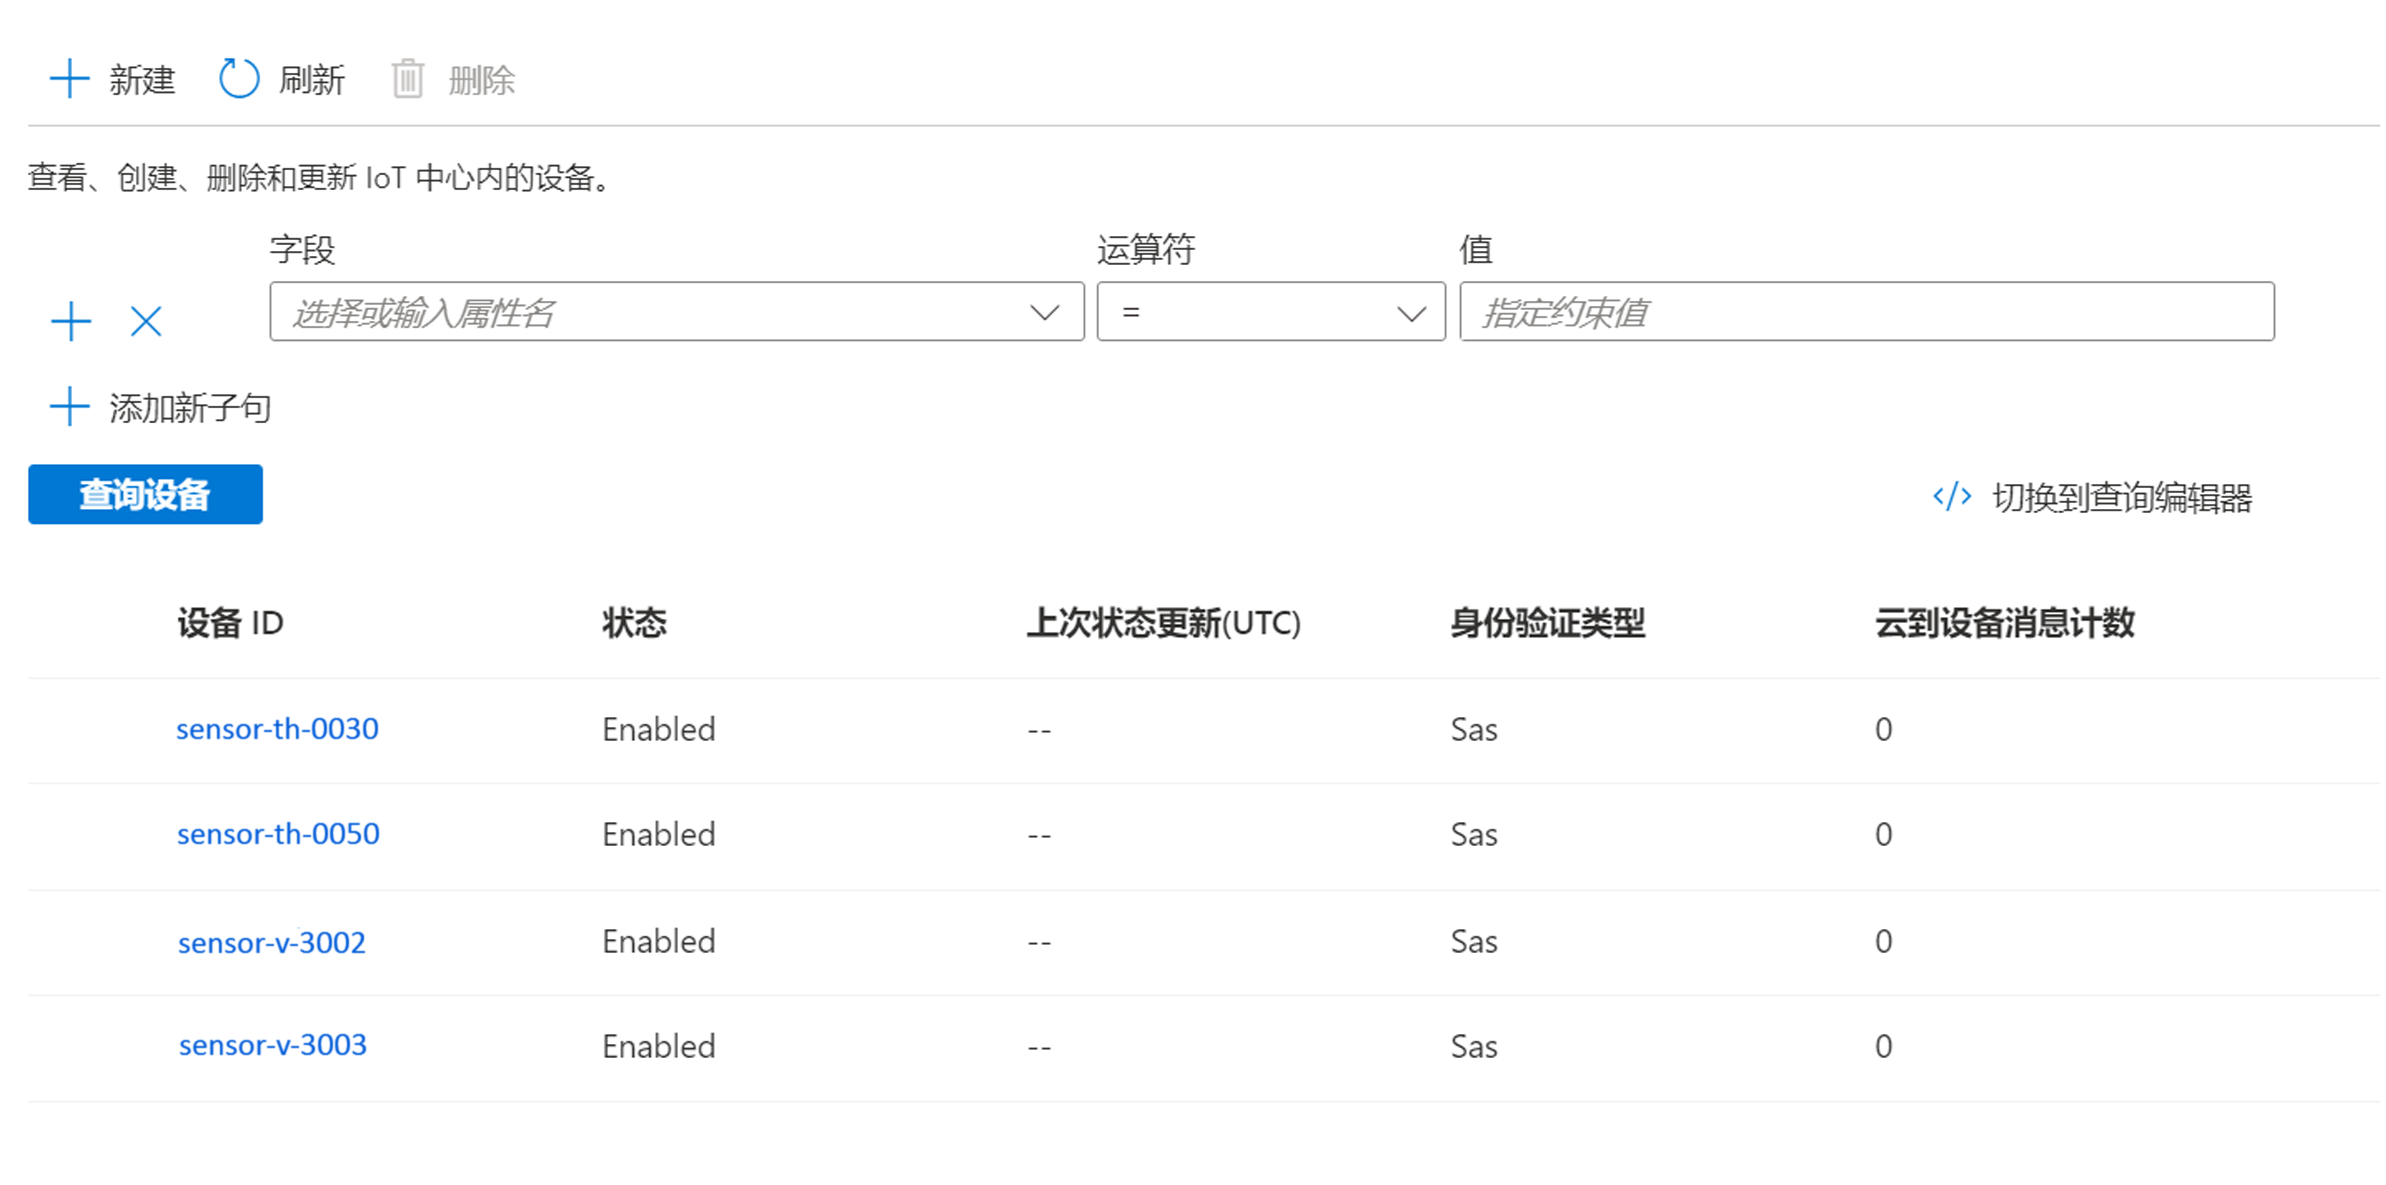 新建 刷新 删除
查看、创建、删除和更新 IoT 中心内的设备。
字段 运算符 值
选择或输入属性名 = 指定约束值
添加新子句
查询设备 </> 切换到查询编辑器
设备 ID 状态 上次状态更新(UTC) 身份验证类型 云到设备消息计数
sensor-th-0030 Enabled -- Sas 0
sensor-th-0050 Enabled -- Sas 0
sensor-v-3002 Enabled -- Sas 0
sensor-v-3003 Enabled -- Sas 0